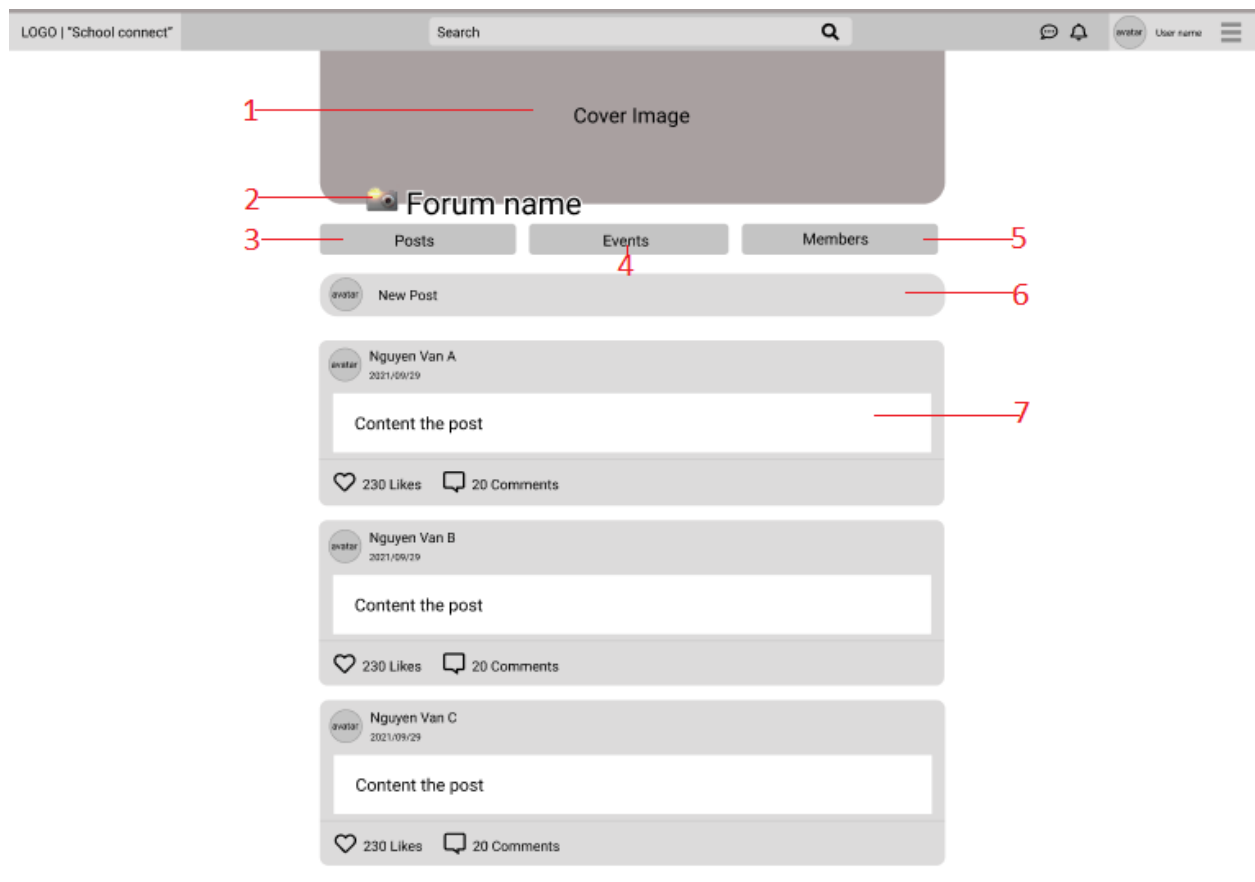 LOGO | "School connect"
Search
avatar
User name
1
Cover Image
2
Forum name
3
Posts
Events
Members
5
4
avatar
New Post
6
avatar
Nguyen Van A
2021/09/29
Content the post
7
230 Likes
20 Comments
avatar
Nguyen Van B
2021/09/29
Content the post
230 Likes
20 Comments
avatar
Nguyen Van C
2021/09/29
Content the post
230 Likes
20 Comments